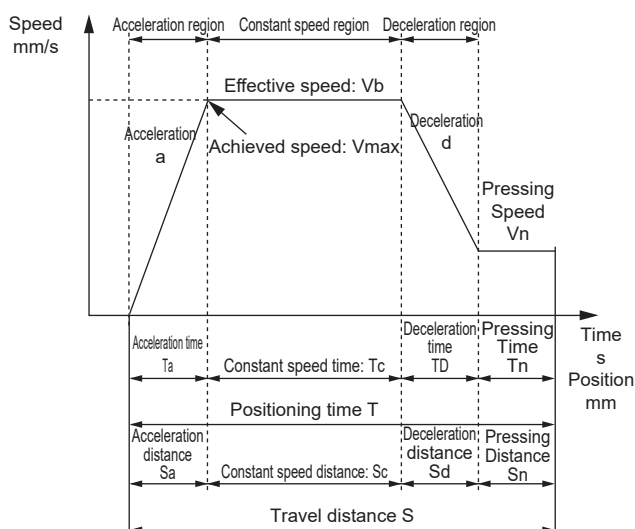 Speed
mm/s
Acceleration region
Constant speed region
Deceleration region
Effective speed: Vb
Acceleration
a
Achieved speed: Vmax
Deceleration
d
Pressing
Speed
Vn
Acceleration time
Ta
Constant speed time: Tc
Deceleration
time
TD
Pressing
Time
Tn
Time
s
Position
mm
Positioning time T
Acceleration
distance
Sa
Constant speed distance: Sc
Deceleration
distance
Sd
Pressing
Distance
Sn
Travel distance S